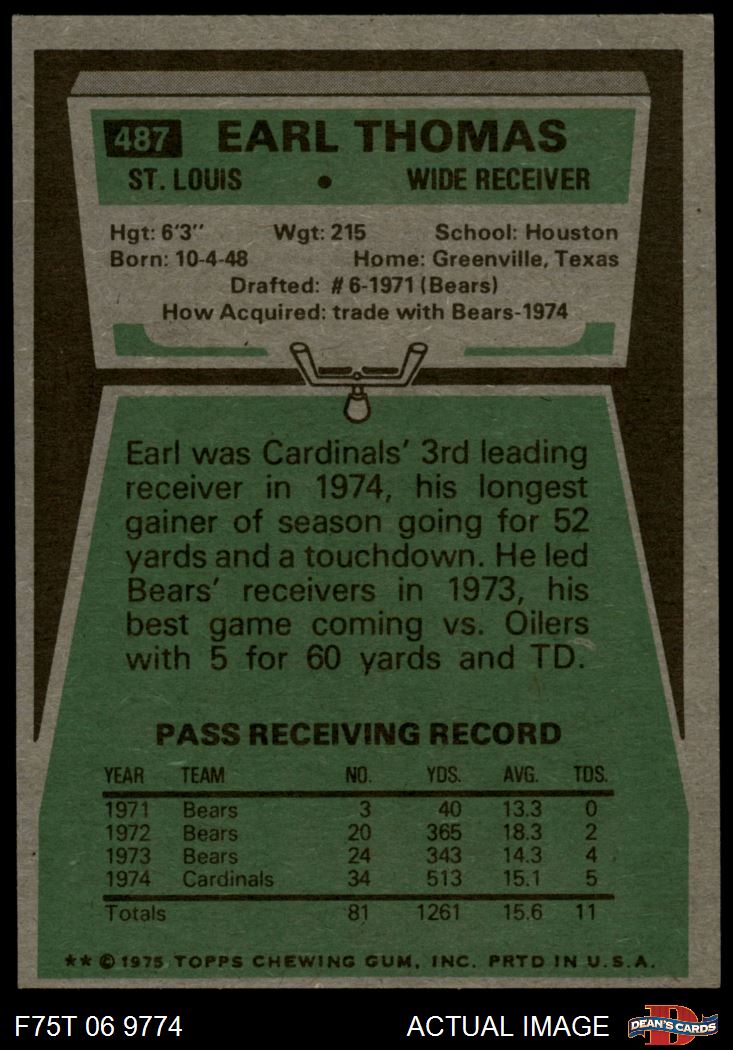 487 EARL THOMAS
ST. LOUIS • WIDE RECEIVER
Hgt: 6'3'' Wgt: 215 School: Houston
Born: 10-4-48 Home: Greenville, Texas
Drafted: # 6-1971 (Bears)
How Acquired: trade with Bears-1974
Earl was Cardinals' 3rd leading
receiver in 1974, his longest
gainer of season going for 52
yards and a touchdown. He led
Bears' receivers in 1973, his
best game coming vs. Oilers
with 5 for 60 yards and TD.
PASS RECEIVING RECORD
YEAR TEAM NO. YDS. AVG. TDS.
1971 Bears 3 40 13.3 0
1972 Bears 20 365 18.3 2
1973 Bears 24 343 14.3 4
1974 Cardinals 34 513 15.1 5
Totals 81 1261 15.6 11
** © 1975 TOPPS CHEWING GUM, INC. PRTD IN U.S.A.
F75T 06 9774 ACTUAL IMAGE DEAN'S CARDS